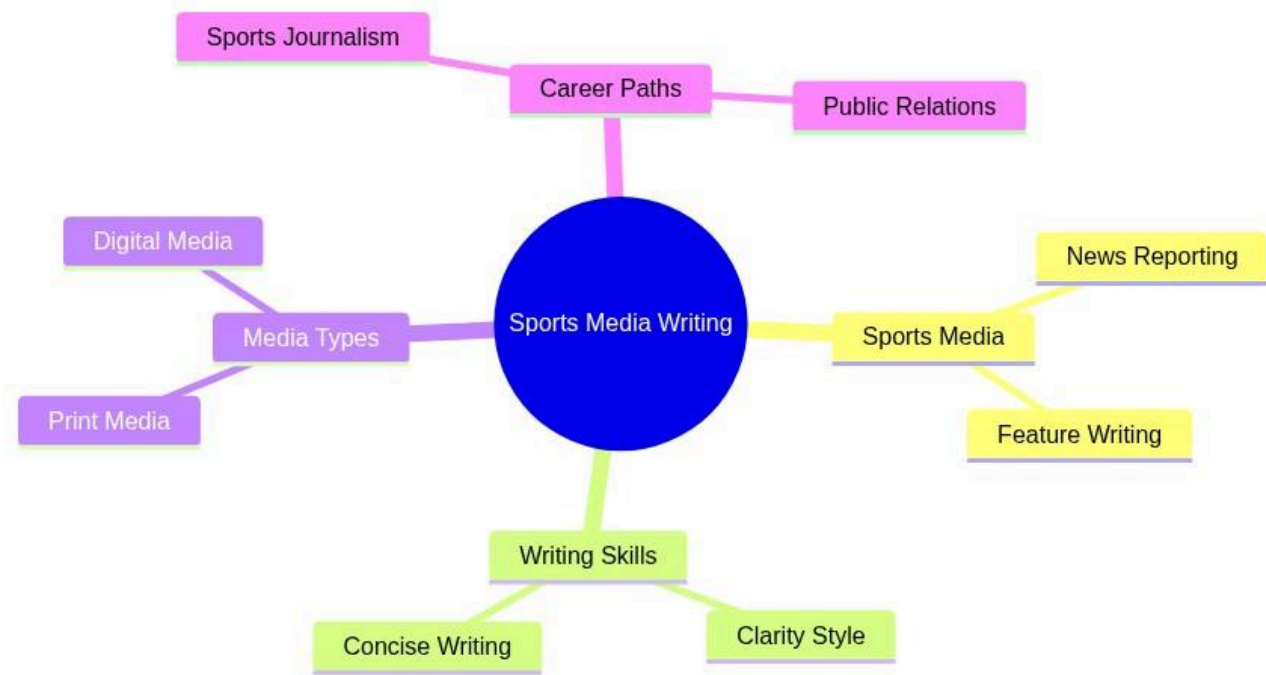 Sports Journalism
Career Paths
Public Relations
Digital Media
News Reporting
Sports Media Writing
Media Types
Sports Media
Print Media
Feature Writing
Writing Skills
Concise Writing
Clarity Style